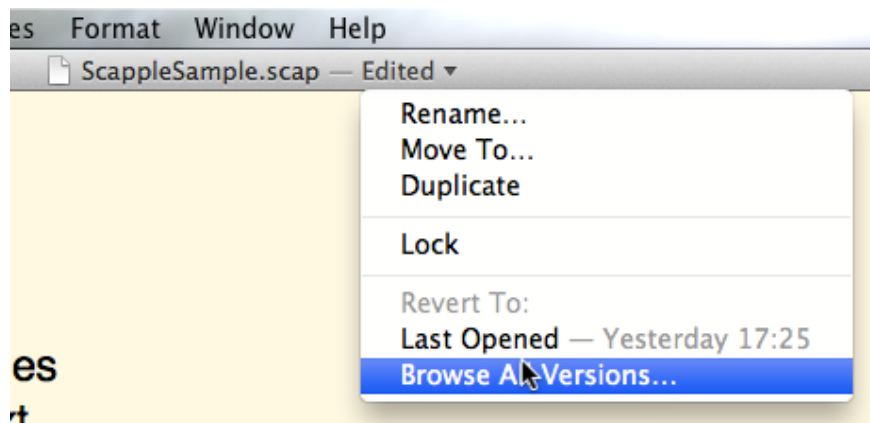 es Format Window Help
ScappleSample.scap — Edited
Rename...
Move To...
Duplicate
Lock
Revert To:
Last Opened — Yesterday 17:25
Browse All Versions...
es
xt